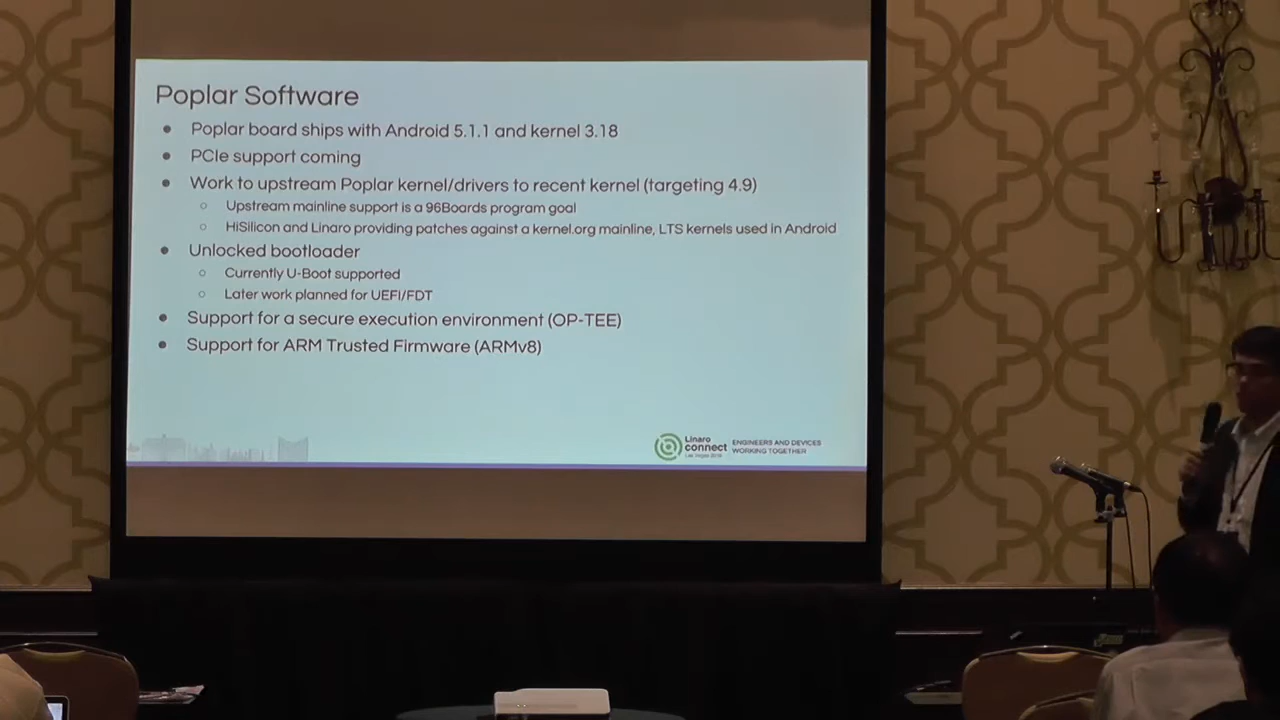 Poplar Software
● Poplar board ships with Android 5.1.1 and kernel 3.18
● PCIe support coming
● Work to upstream Poplar kernel/drivers to recent kernel (targeting 4.9)
○ Upstream mainline support is a 96Boards program goal
○ HiSilicon and Linaro providing patches against a kernel.org mainline, LTS kernels used in Android
● Unlocked bootloader
○ Currently U-Boot supported
○ Later work planned for UEFI/FDT
● Support for a secure execution environment (OP-TEE)
● Support for ARM Trusted Firmware (ARMv8)
Linaro
connect
Las Vegas 2016
ENGINEERS AND DEVICES
WORKING TOGETHER